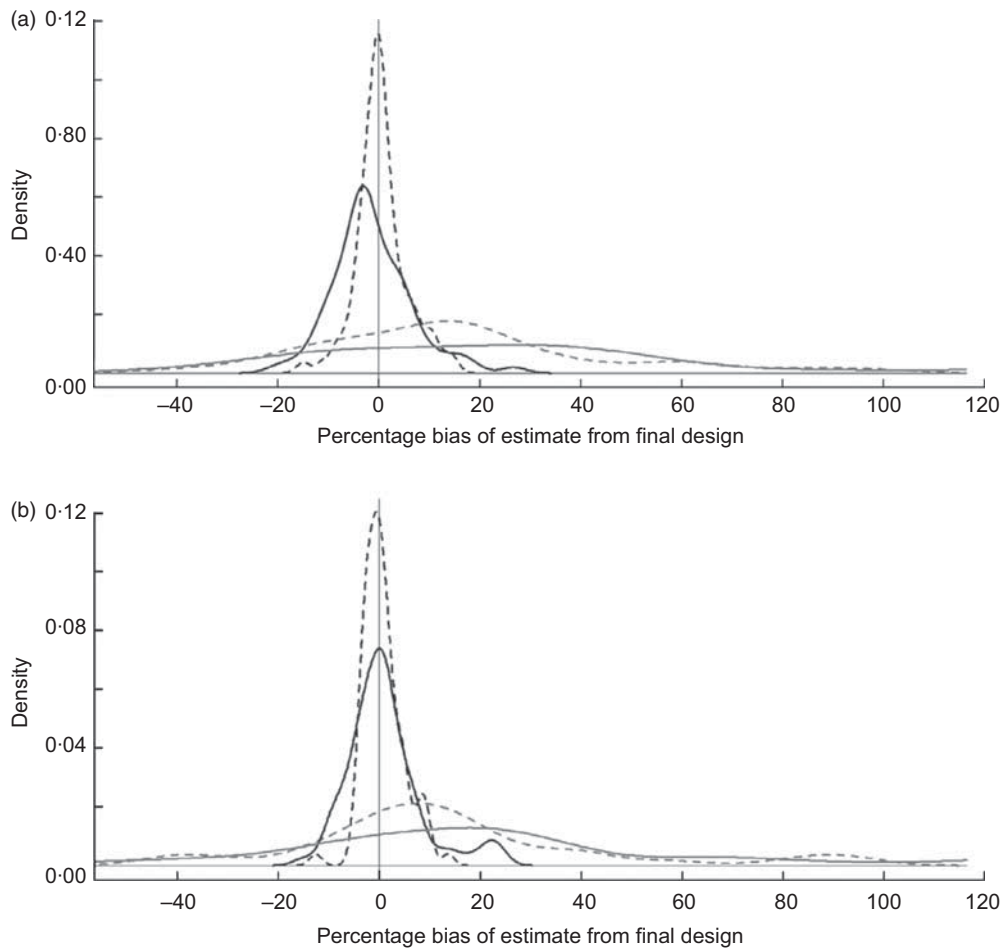 (a)
0·12
0·80
0·40
0·00
Density
–40 –20 0 20 40 60 80 100 120
Percentage bias of estimate from final design
(b)
0·12
0·08
0·04
0·00
Density
–40 –20 0 20 40 60 80 100 120
Percentage bias of estimate from final design